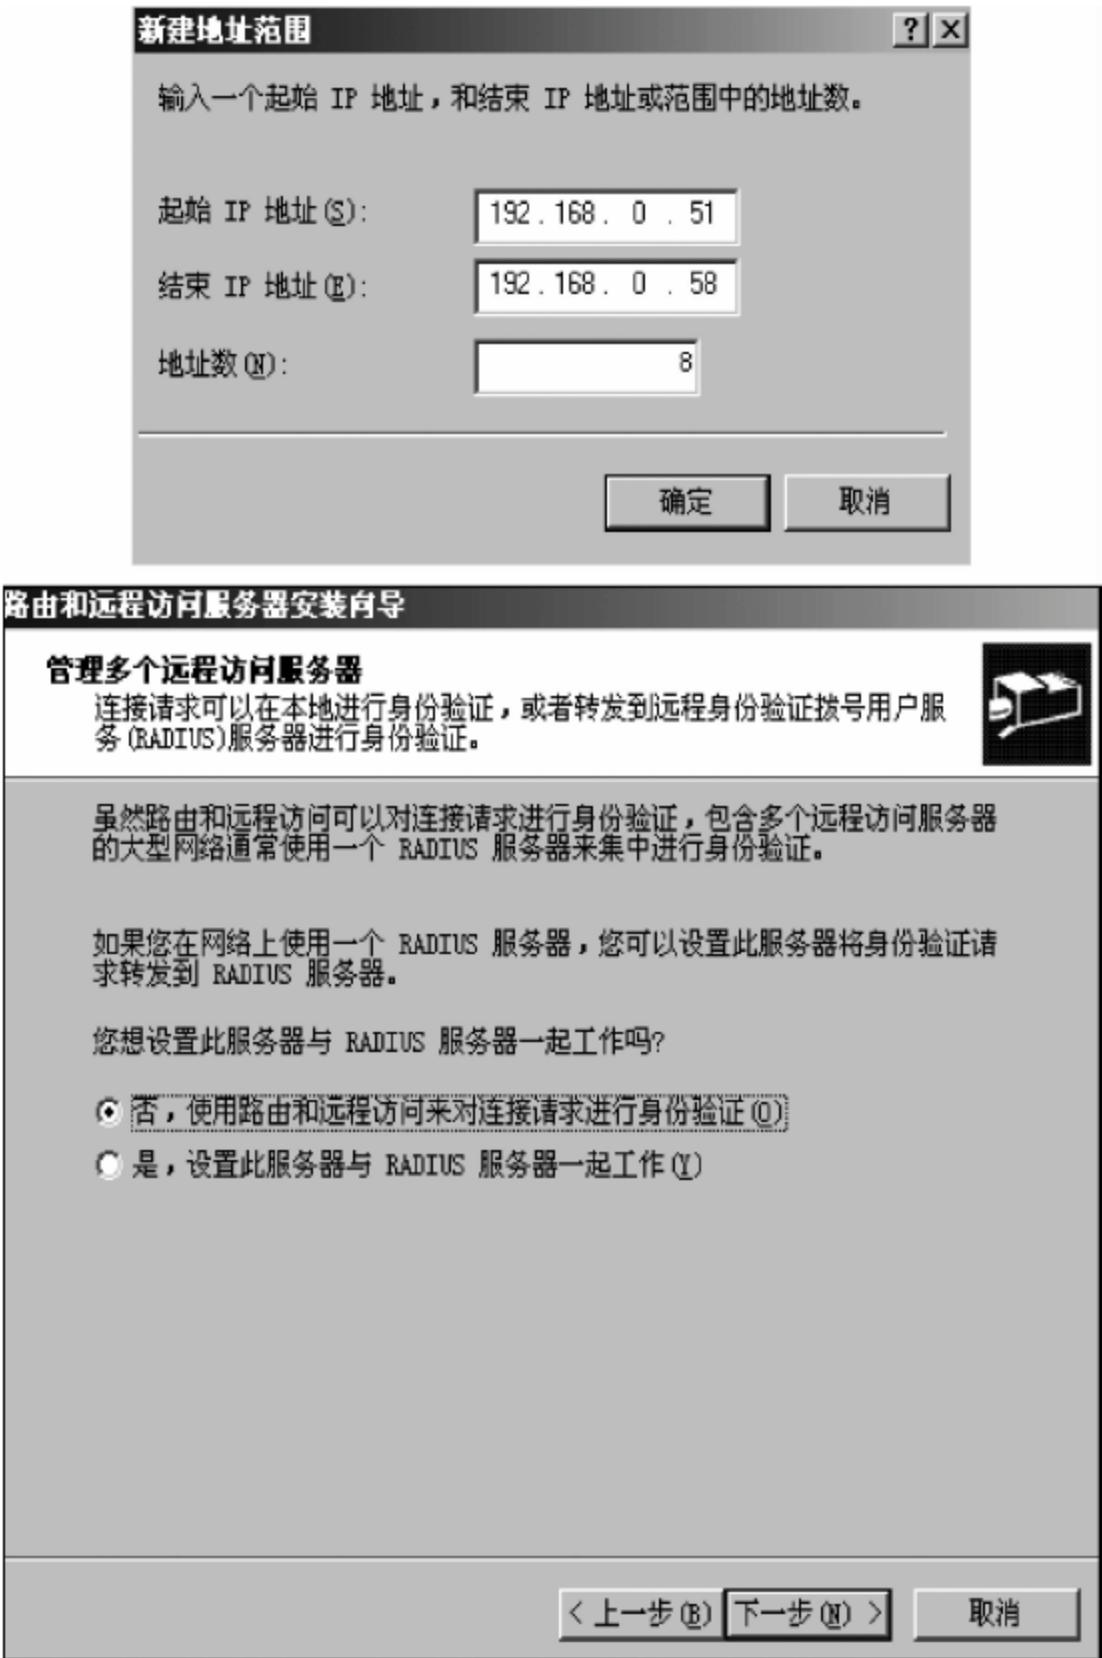 新建地址范围
输入一个起始 IP 地址，和结束 IP 地址或范围中的地址数。
起始 IP 地址(S): 192.168. 0 .51
结束 IP 地址(E): 192.168. 0 .58
地址数(N): 8
确定 取消
路由和远程访问服务器安装向导
管理多个远程访问服务器
连接请求可以在本地进行身份验证，或者转发到远程身份验证拨号用户服
务(RADIUS)服务器进行身份验证。
虽然路由和远程访问可以对连接请求进行身份验证，包含多个远程访问服务器
的大型网络通常使用一个 RADIUS 服务器来集中进行身份验证。
如果您在网络上使用一个 RADIUS 服务器，您可以设置此服务器将身份验证请
求转发到 RADIUS 服务器。
您想设置此服务器与 RADIUS 服务器一起工作吗?
否，使用路由和远程访问来对连接请求进行身份验证(O)
是，设置此服务器与 RADIUS 服务器一起工作(Y)
< 上一步(B) 下一步(N) > 取消